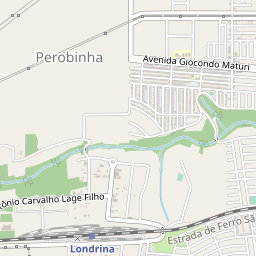 Perobinha
Avenida Giocondo Maturi
ônio Carvalho Lage Filho
Londrina
Estrada de Ferro Sã